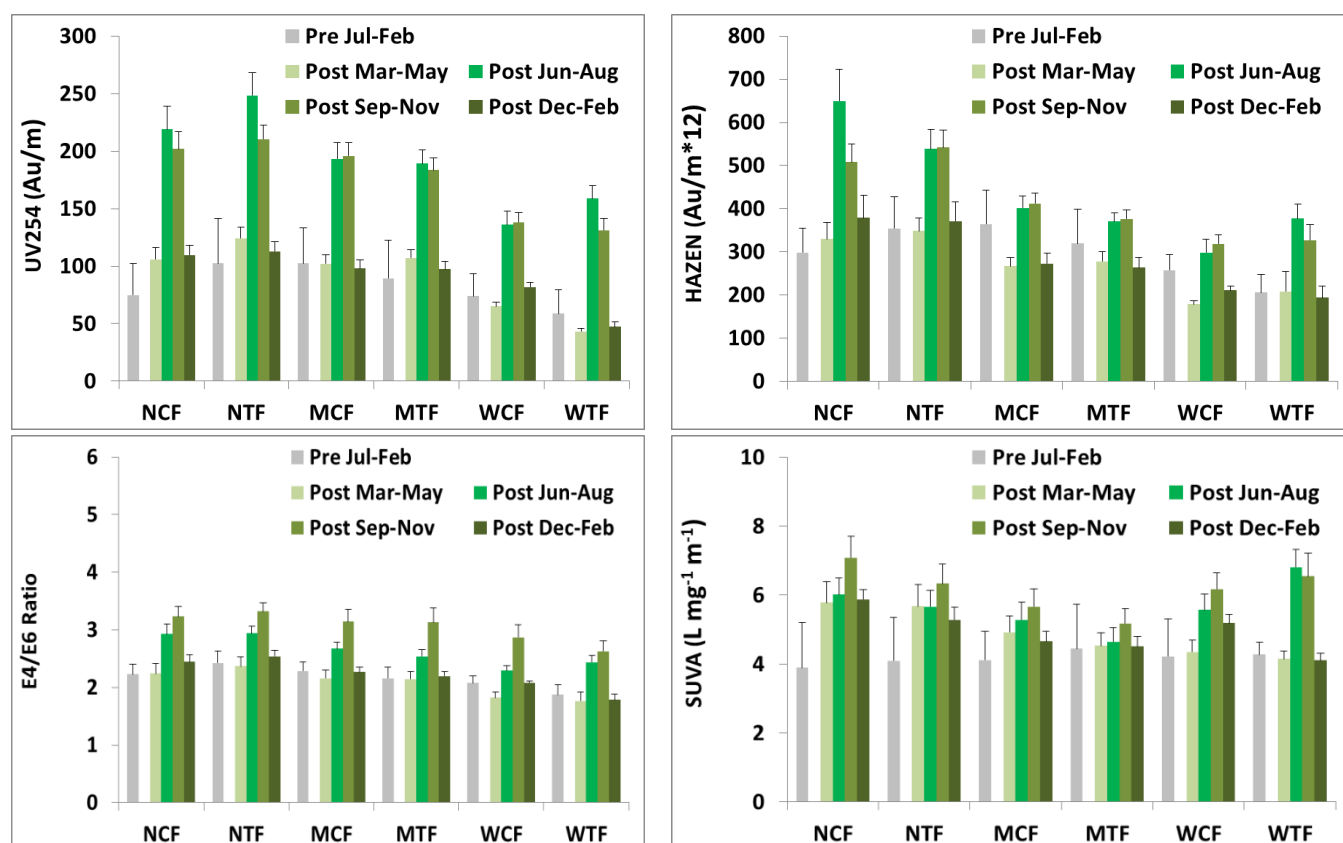 300
250
200
150
100
50
0
UV254 (Au/m)
Pre Jul-Feb
Post Mar-May
Post Jun-Aug
Post Sep-Nov
Post Dec-Feb
NCF NTF MCF MTF WCF WTF
800
700
600
500
400
300
200
100
0
HAZEN (Au/m*12)
Pre Jul-Feb
Post Mar-May
Post Jun-Aug
Post Sep-Nov
Post Dec-Feb
NCF NTF MCF MTF WCF WTF
6
5
4
3
2
1
0
E4/E6 Ratio
Pre Jul-Feb
Post Mar-May
Post Jun-Aug
Post Sep-Nov
Post Dec-Feb
NCF NTF MCF MTF WCF WTF
10
8
6
4
2
0
SUVA (L mg⁻¹ m⁻¹)
Pre Jul-Feb
Post Mar-May
Post Jun-Aug
Post Sep-Nov
Post Dec-Feb
NCF NTF MCF MTF WCF WTF